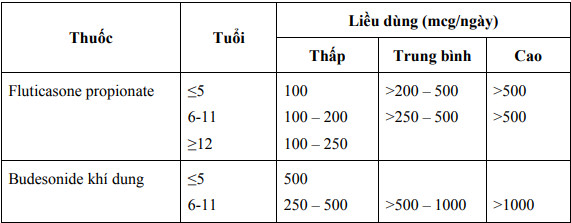 Thuốc Tuổi Liều dùng (mcg/ngày)
Thấp Trung bình Cao
Fluticasone propionate ≤5 100 >200 – 500 >500
6-11 100 – 200 >250 – 500 >500
≥12 100 – 250
Budesonide khí dung ≤5 500
6-11 250 – 500 >500 - 1000 >1000